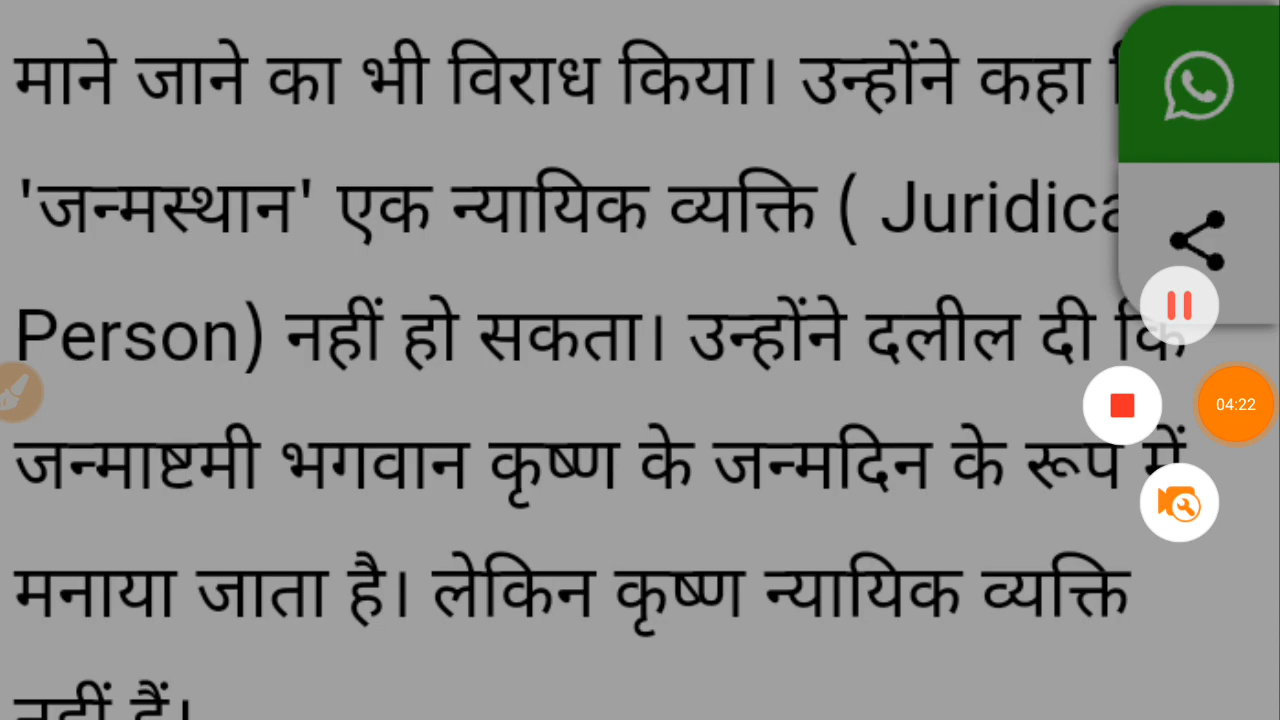 माने जाने का भी विराध किया। उन्होंने कहा
'जन्मस्थान' एक न्यायिक व्यक्ति ( Juridica
Person) नहीं हो सकता। उन्होंने दलील दी कि
जन्माष्टमी भगवान कृष्ण के जन्मदिन के रूप में
मनाया जाता है। लेकिन कृष्ण न्यायिक व्यक्ति
नहीं हैं।
04:22